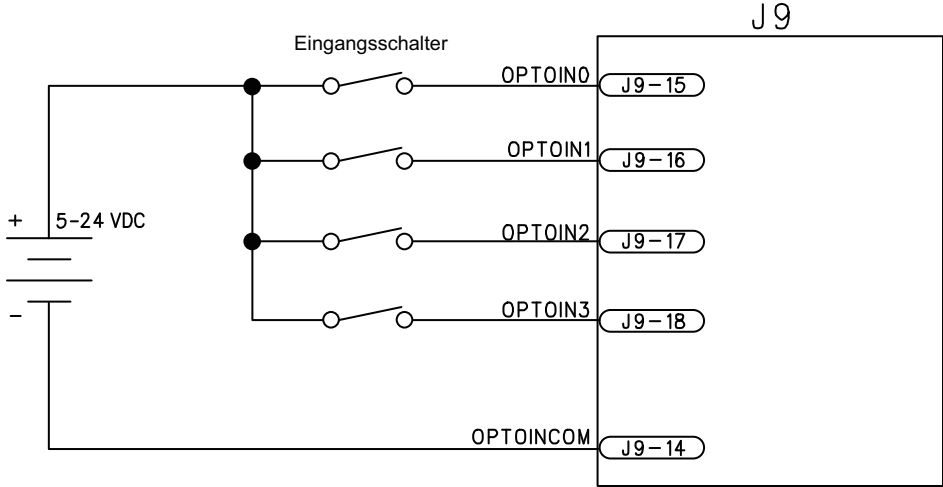 J9
Eingangsschalter
OPTOIN0
J9-15
OPTOIN1
J9-16
+ 5-24 VDC
OPTOIN2
J9-17
-
OPTOIN3
J9-18
OPTOINCOM
J9-14